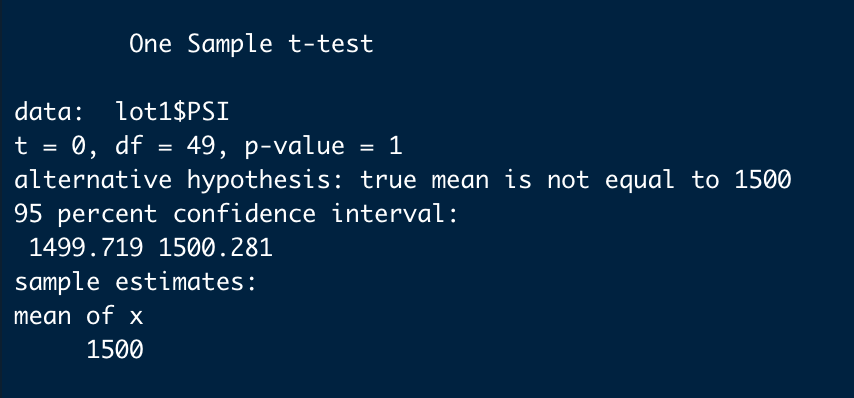 One Sample t-test
data:  lot1$PSI
t = 0, df = 49, p-value = 1
alternative hypothesis: true mean is not equal to 1500
95 percent confidence interval:
1499.719 1500.281
sample estimates:
mean of x
1500